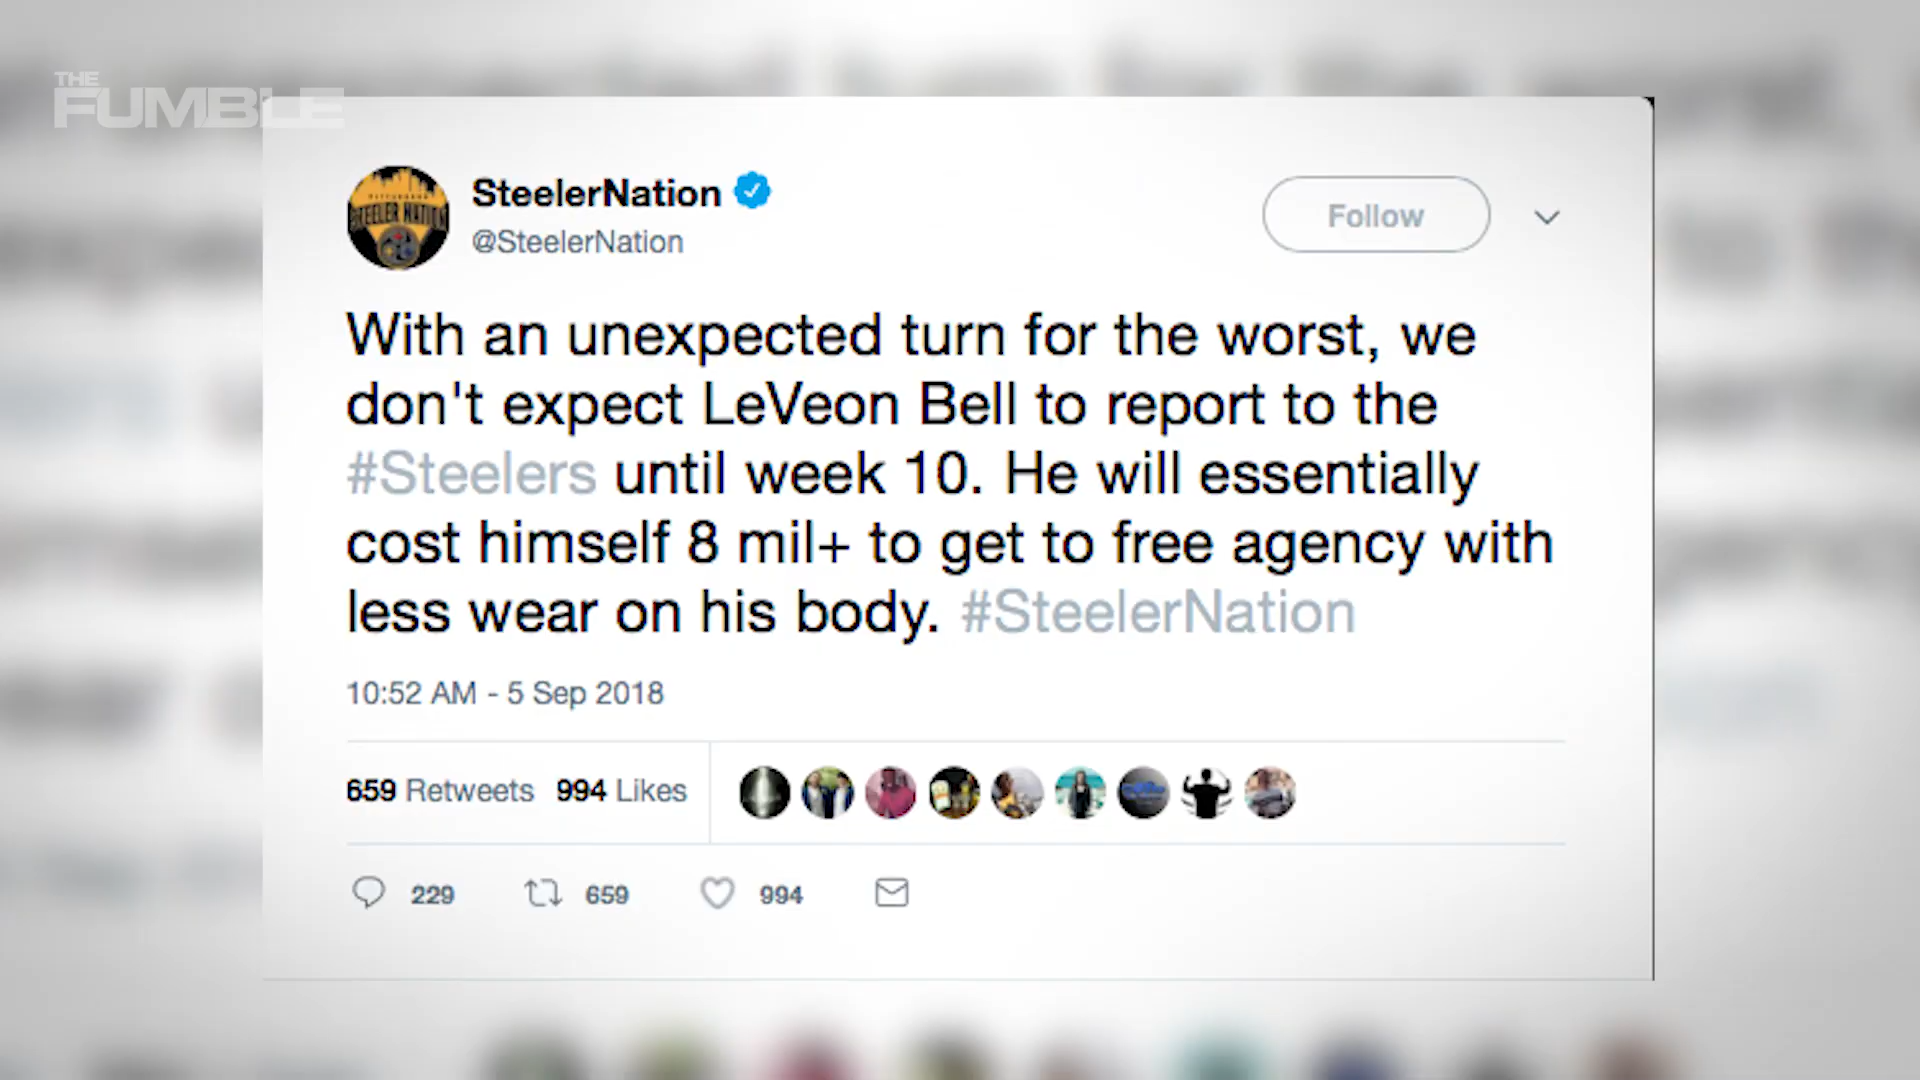 THE
FUMBLE
SteelerNation
@SteelerNation
Follow
STEELER NATION
With an unexpected turn for the worst, we
don't expect LeVeon Bell to report to the
#Steelers until week 10. He will essentially
cost himself 8 mil+ to get to free agency with
less wear on his body. #SteelerNation
10:52 AM - 5 Sep 2018
659 Retweets 994 Likes
229 659 994